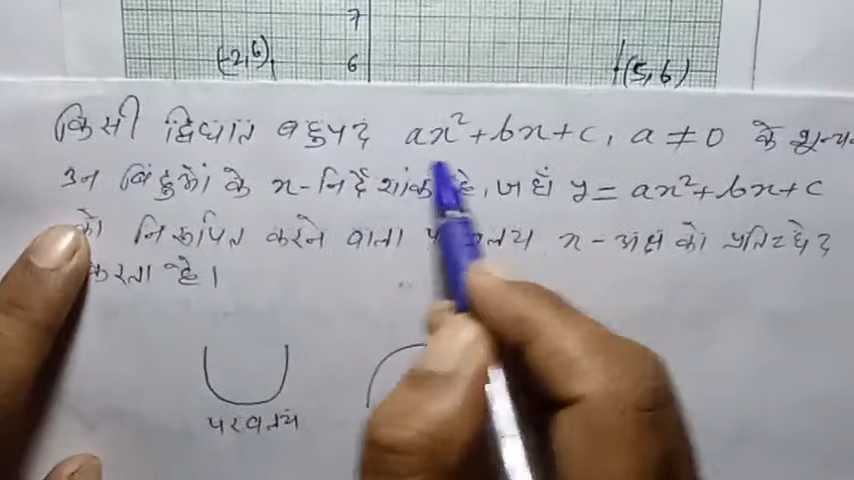 7
(-2,6) 6 (5,6)
किसी द्विघात बहुपद ax²+bx+c, a≠0 के शून्यक
उन बिंदुओं के x-निर्देशांक है, जहाँ y=ax²+bx+c
को निरूपित करने वाला x-अक्ष को प्रतिच्छेद
करता है।
परवलय